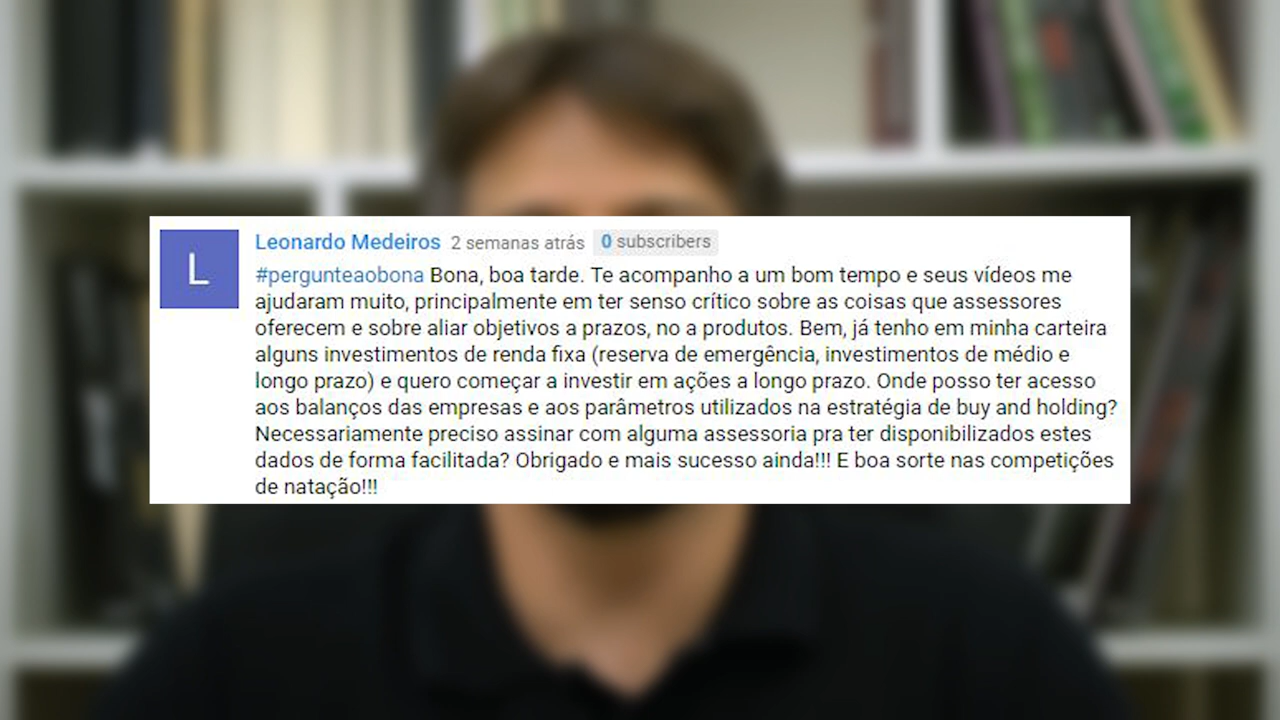 L
Leonardo Medeiros 2 semanas atrás 0 subscribers
#pergunteaobona Bona, boa tarde. Te acompanho a um bom tempo e seus vídeos me
ajudaram muito, principalmente em ter senso crítico sobre as coisas que assessores
oferecem e sobre aliar objetivos a prazos, no a produtos. Bem, já tenho em minha carteira
alguns investimentos de renda fixa (reserva de emergência, investimentos de médio e
longo prazo) e quero começar a investir em ações a longo prazo. Onde posso ter acesso
aos balanços das empresas e aos parâmetros utilizados na estratégia de buy and holding?
Necessariamente preciso assinar com alguma assessoria pra ter disponibilizados estes
dados de forma facilitada? Obrigado e mais sucesso ainda!!! E boa sorte nas competições
de natação!!!